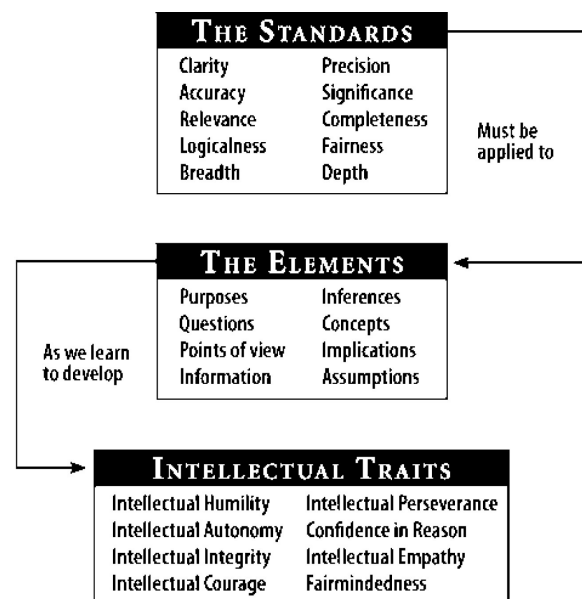 THE STANDARDS
Clarity Precision
Accuracy Significance
Relevance Completeness
Logicalness Fairness
Breadth Depth
Must be
applied to
THE ELEMENTS
Purposes Inferences
Questions Concepts
Points of view Implications
Information Assumptions
As we learn
to develop
INTELLECTUAL TRAITS
Intellectual Humility Intellectual Perseverance
Intellectual Autonomy Confidence in Reason
Intellectual Integrity Intellectual Empathy
Intellectual Courage Fairmindedness